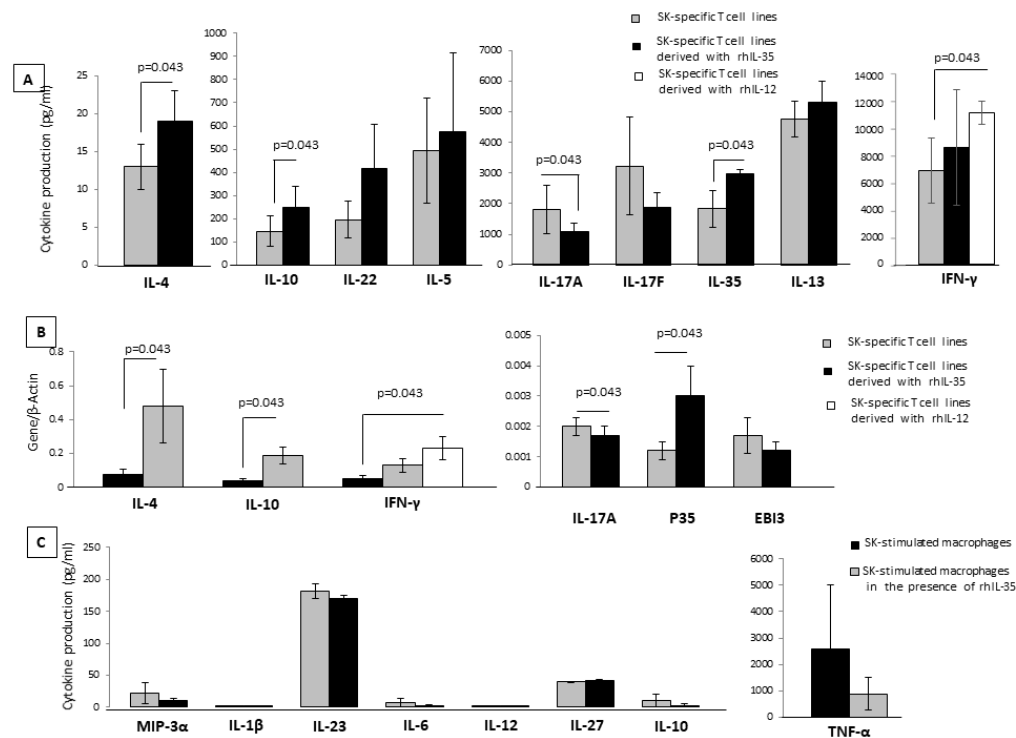 SK-specific T cell lines
SK-specific T cell lines
derived with rhIL-35
SK-specific T cell lines
derived with rhIL-12
A
Cytokine production (pg/ml)
25
20
15
10
5
0
p=0.043
IL-4
1000
900
800
700
600
500
400
300
200
100
0
p=0.043
IL-10 IL-22 IL-5
7000
6000
5000
4000
3000
2000
1000
0
p=0.043
p=0.043
IL-17A IL-17F IL-35 IL-13
14000
12000
10000
8000
6000
4000
2000
0
p=0.043
IFN-γ
B
Gene/β-Actin
0.8
0.6
0.4
0.2
0
p=0.043
p=0.043
p=0.043
IL-4 IL-10 IFN-γ
0.005
0.004
0.003
0.002
0.001
0
p=0.043
p=0.043
IL-17A P35 EBI3
SK-specific T cell lines
SK-specific T cell lines
derived with rhIL-35
SK-specific T cell lines
derived with rhIL-12
C
Cytokine production (pg/ml)
250
200
150
100
50
0
MIP-3α IL-1β IL-23 IL-6 IL-12 IL-27 IL-10
6000
5000
4000
3000
2000
1000
0
TNF-α
SK-stimulated macrophages
SK-stimulated macrophages
in the presence of rhIL-35